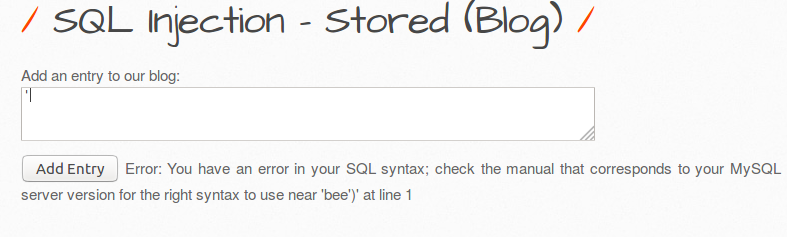 / SQL Injection - Stored (Blog) /
Add an entry to our blog:
'
Add Entry Error: You have an error in your SQL syntax; check the manual that corresponds to your MySQL
server version for the right syntax to use near 'bee')' at line 1